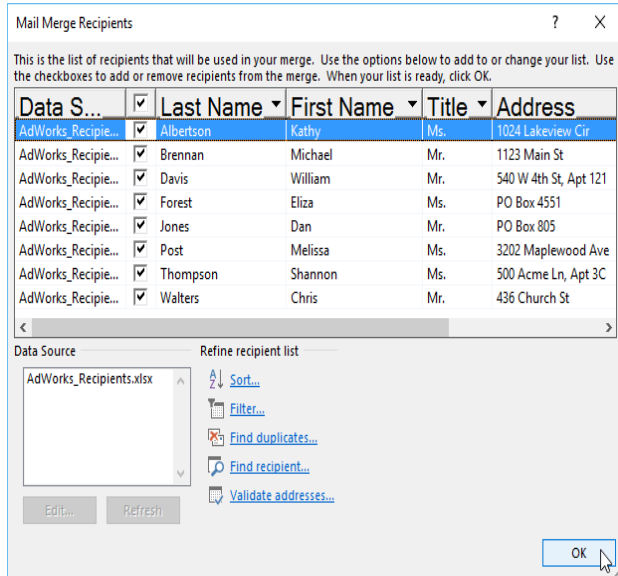 Mail Merge Recipients ? X
This is the list of recipients that will be used in your merge. Use the options below to add to or change your list. Use
the checkboxes to add or remove recipients from the merge. When your list is ready, click OK.
Data S... Last Name First Name Title Address
AdWorks_Recipie... Albertson Kathy Ms. 1024 Lakeview Cir
AdWorks_Recipie... Brennan Michael Mr. 1123 Main St
AdWorks_Recipie... Davis William Mr. 540 W 4th St, Apt 121
AdWorks_Recipie... Forest Eliza Ms. PO Box 4551
AdWorks_Recipie... Jones Dan Mr. PO Box 805
AdWorks_Recipie... Post Melissa Ms. 3202 Maplewood Ave
AdWorks_Recipie... Thompson Shannon Ms. 500 Acme Ln, Apt 3C
AdWorks_Recipie... Walters Chris Mr. 436 Church St
Data Source Refine recipient list
AdWorks_Recipients.xlsx
Sort...
Filter...
Find duplicates...
Find recipient...
Validate addresses...
Edit... Refresh
OK